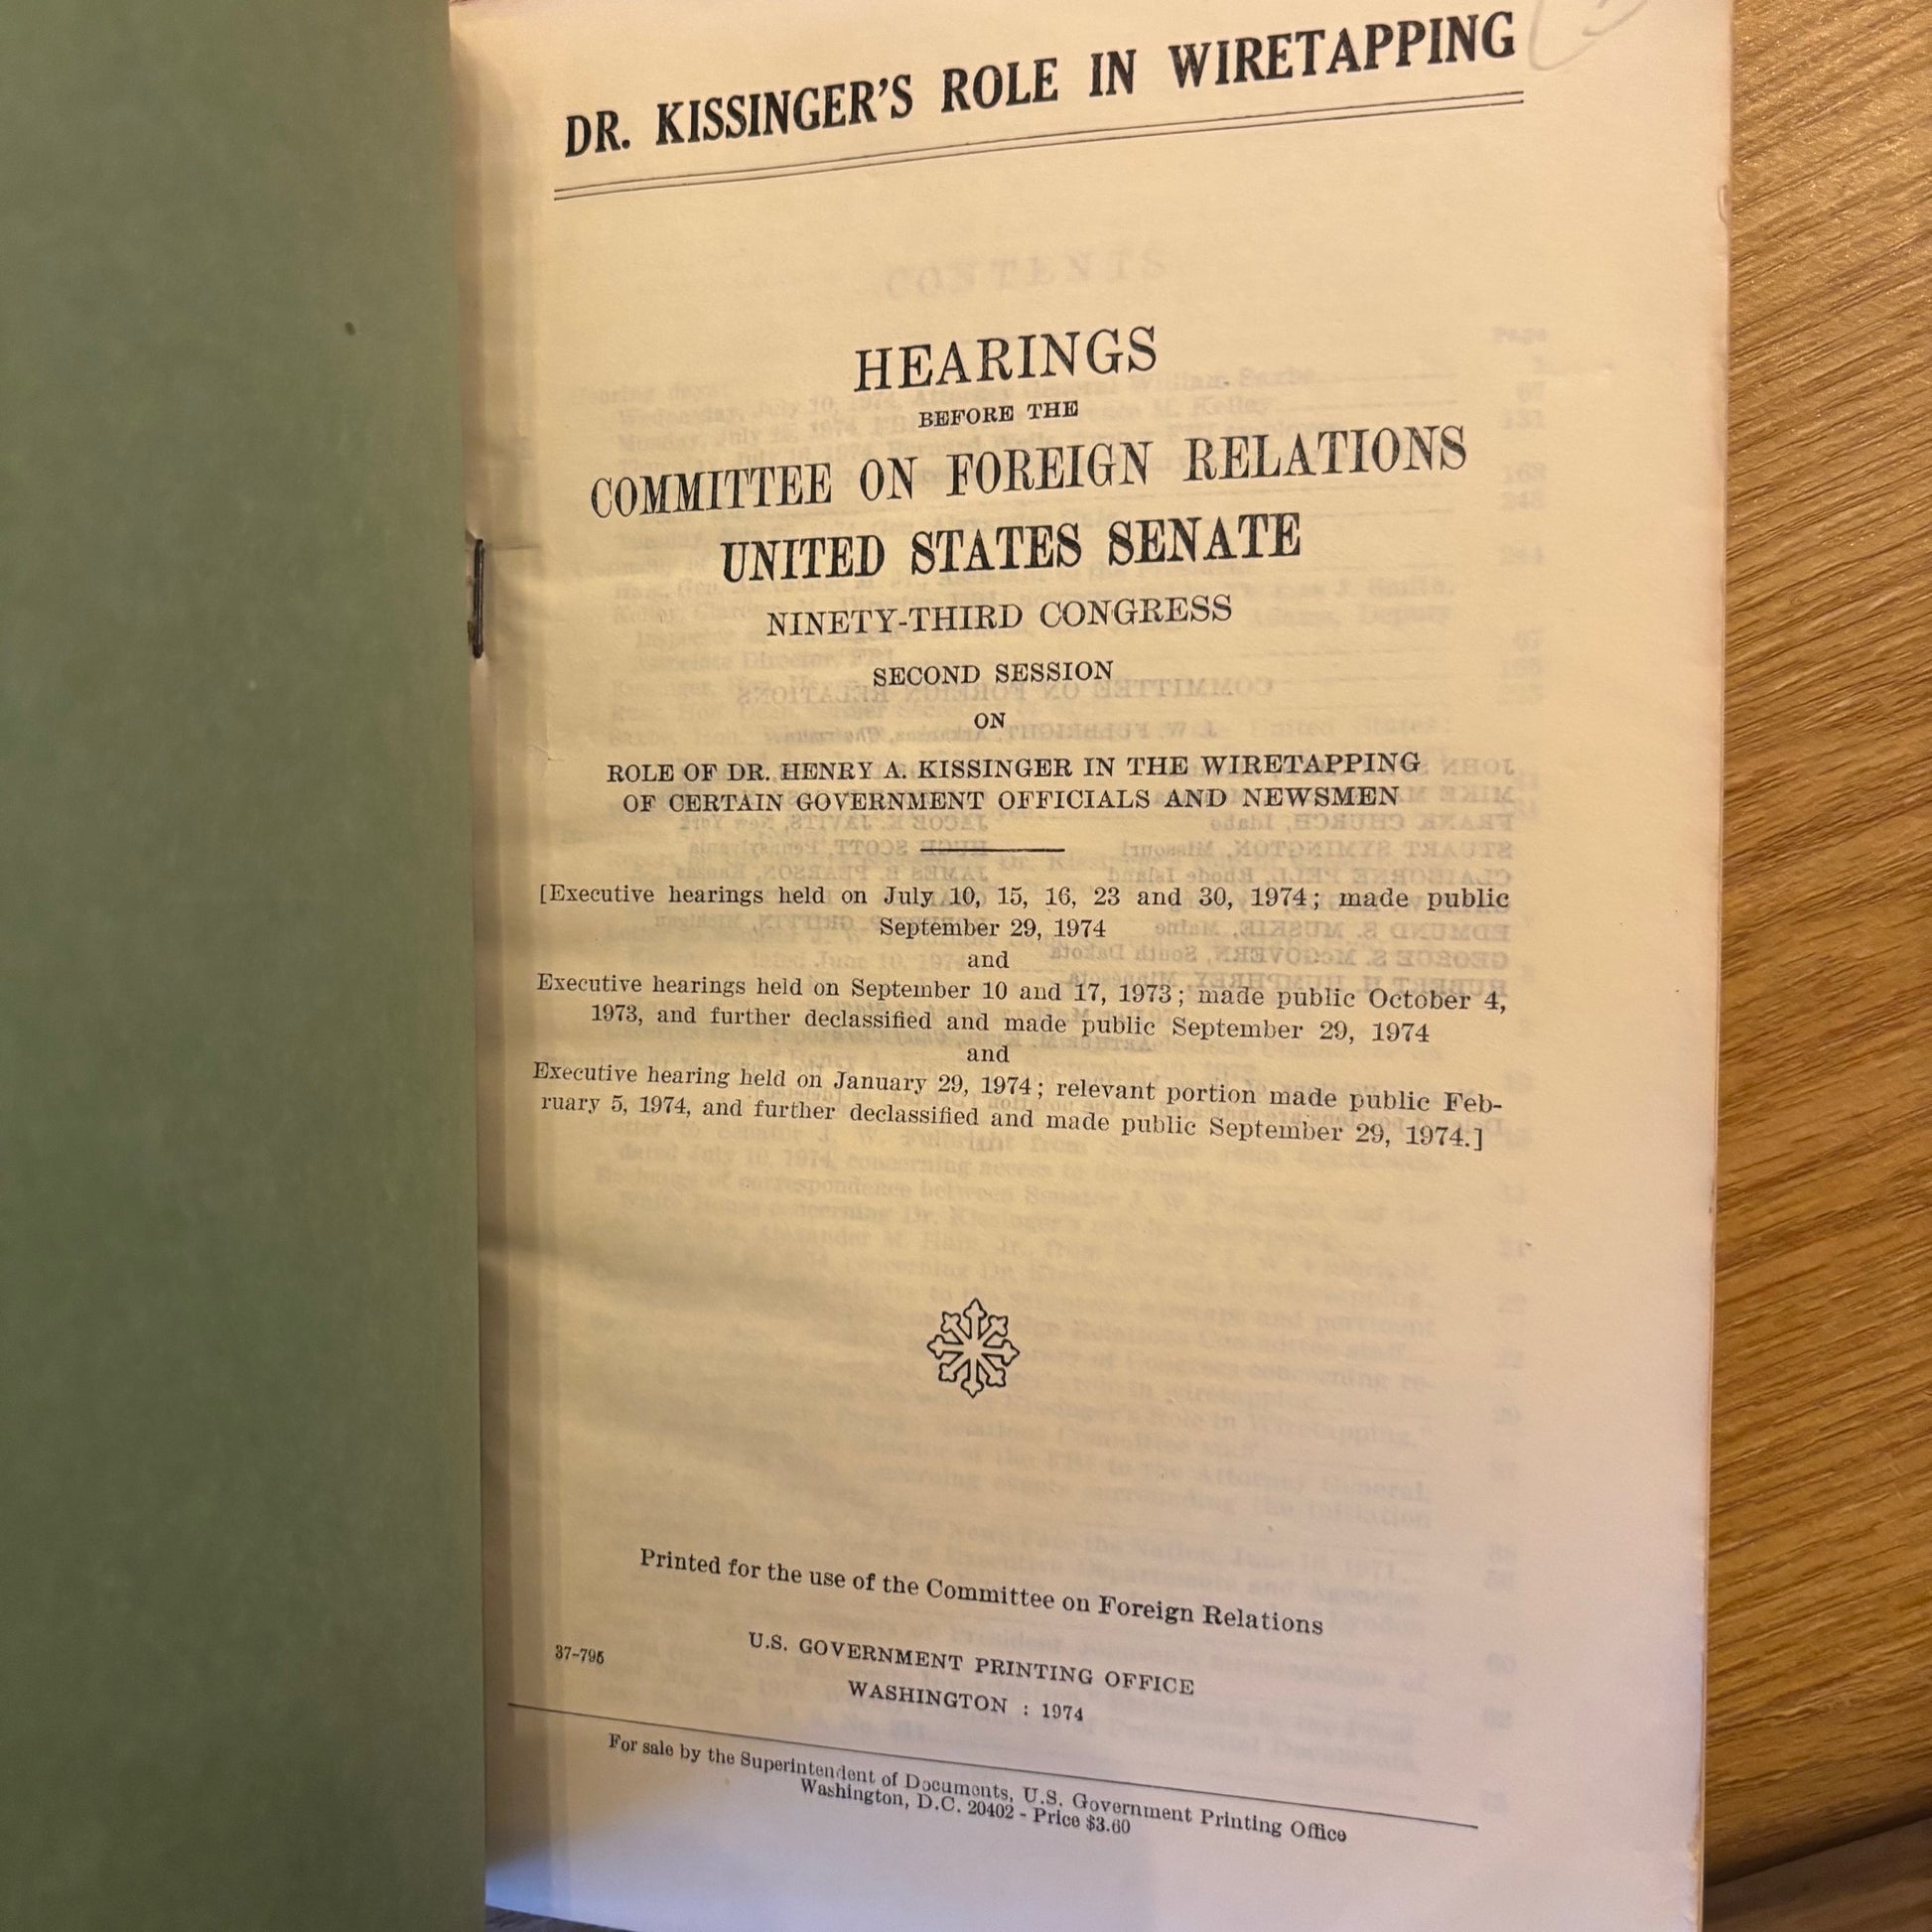 DR. KISSINGER'S ROLE IN WIRETAPPING
CONTENTS
HEARINGS
BEFORE THE
COMMITTEE ON FOREIGN RELATIONS
UNITED STATES SENATE
NINETY-THIRD CONGRESS
SECOND SESSION
ON
ROLE OF DR. HENRY A. KISSINGER IN THE WIRETAPPING
OF CERTAIN GOVERNMENT OFFICIALS AND NEWSMEN
[Executive hearings held on July 10, 15, 16, 23 and 30, 1974; made public
September 29, 1974
and
Executive hearings held on September 10 and 17, 1973; made public October 4,
1973, and further declassified and made public September 29, 1974
and
Executive hearing held on January 29, 1974; relevant portion made public Feb-
ruary 5, 1974, and further declassified and made public September 29, 1974.]
Printed for the use of the Committee on Foreign Relations
U.S. GOVERNMENT PRINTING OFFICE
37-795
WASHINGTON : 1974
For sale by the Superintendent of Documents, U.S. Government Printing Office
Washington, D.C. 20402 - Price $3.60